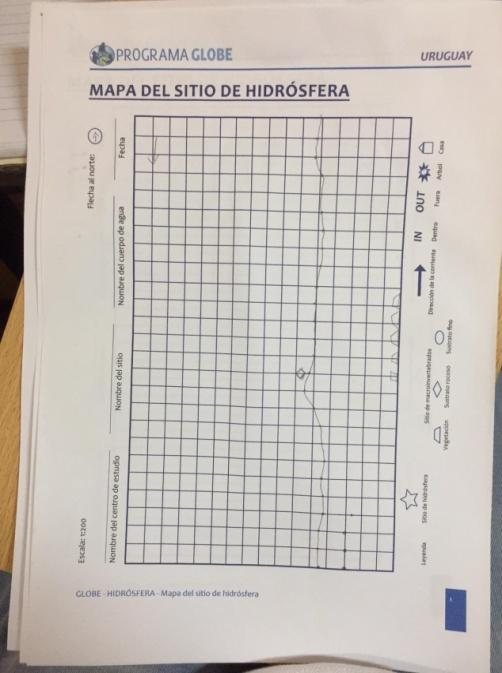 PROGRAMA GLOBE
URUGUAY
MAPA DEL SITIO DE HIDRÓSFERA
Escala: 1:200
Flecha al norte:
Nombre del centro de estudio
Nombre del sitio
Nombre del cuerpo de agua
Fecha
Leyenda
Sitio de hidrósfera
Sitio de macroinvertebrados
Dirección de la corriente
IN
OUT
Dentro
Fuera
Arbol
Casa
Vegetación
Sustrato rocoso
Sustrato fino
GLOBE - HIDRÓSFERA - Mapa del sitio de hidrósfera